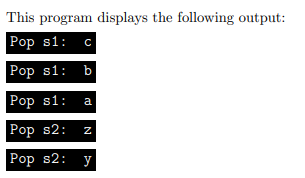 This program displays the following output:
Pop s1:  c
Pop s1:  b
Pop s1:  a
Pop s2:  z
Pop s2:  y